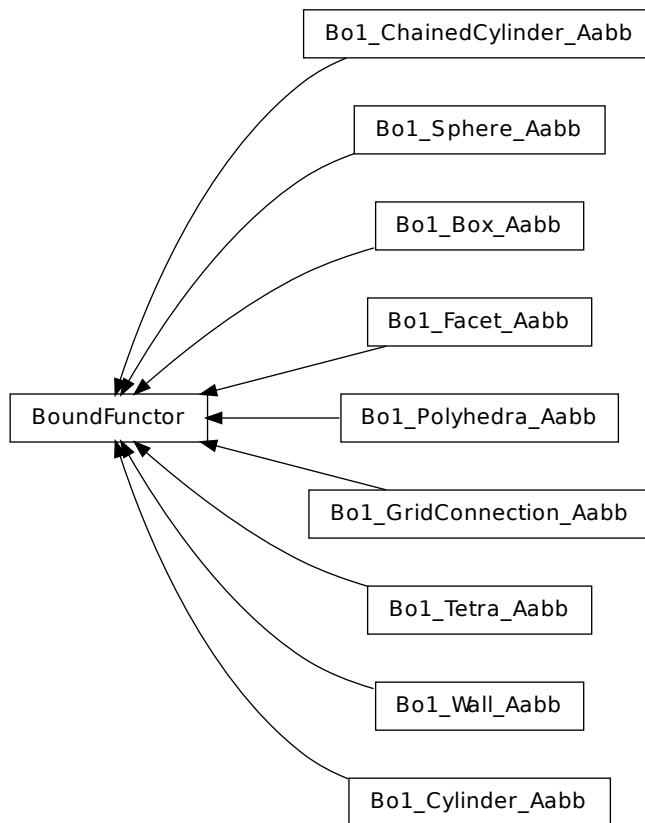 Bo1_ChainedCylinder_Aabb
Bo1_Sphere_Aabb
Bo1_Box_Aabb
Bo1_Facet_Aabb
BoundFunctor
Bo1_Polyhedra_Aabb
Bo1_GridConnection_Aabb
Bo1_Tetra_Aabb
Bo1_Wall_Aabb
Bo1_Cylinder_Aabb